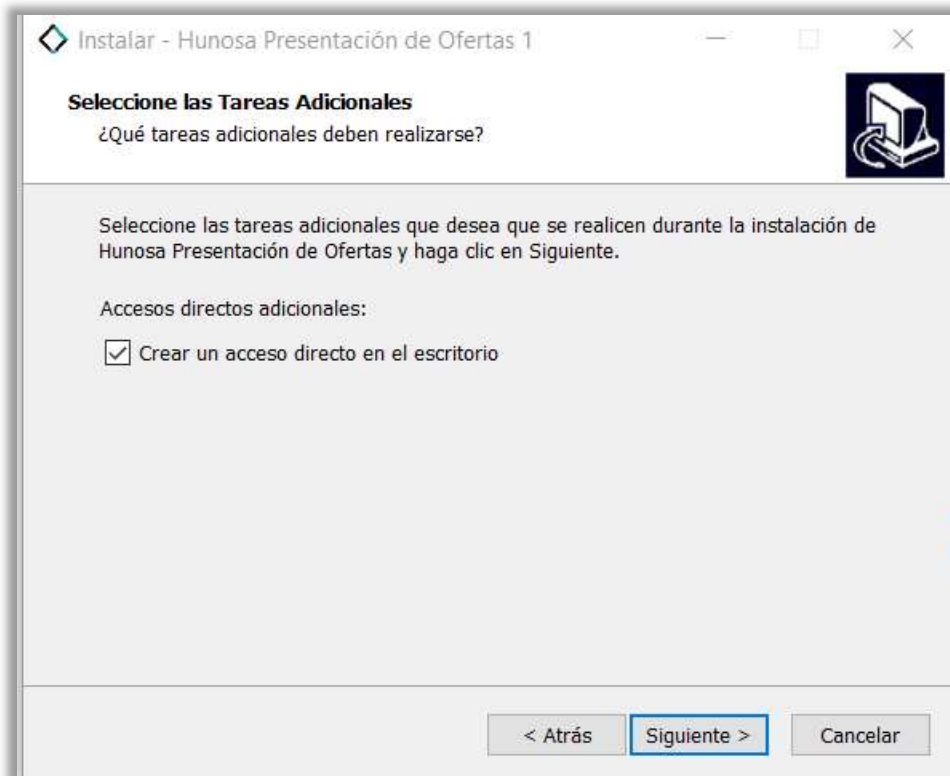 Instalar - Hunosa Presentación de Ofertas 1
Seleccione las Tareas Adicionales
¿Qué tareas adicionales deben realizarse?
Seleccione las tareas adicionales que desea que se realicen durante la instalación de
Hunosa Presentación de Ofertas y haga clic en Siguiente.
Accesos directos adicionales:
Crear un acceso directo en el escritorio
< Atrás
Siguiente >
Cancelar